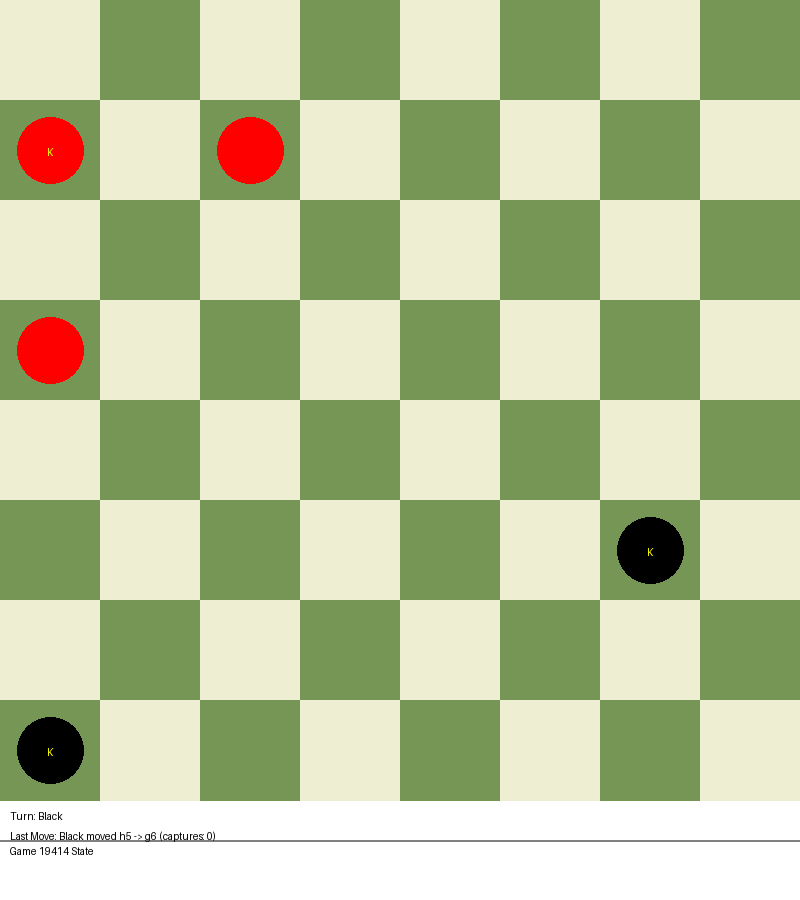 K
K
K
Turn: Black
Last Move: Black moved h5 -> g6 (captures: 0)
Game 19414 State